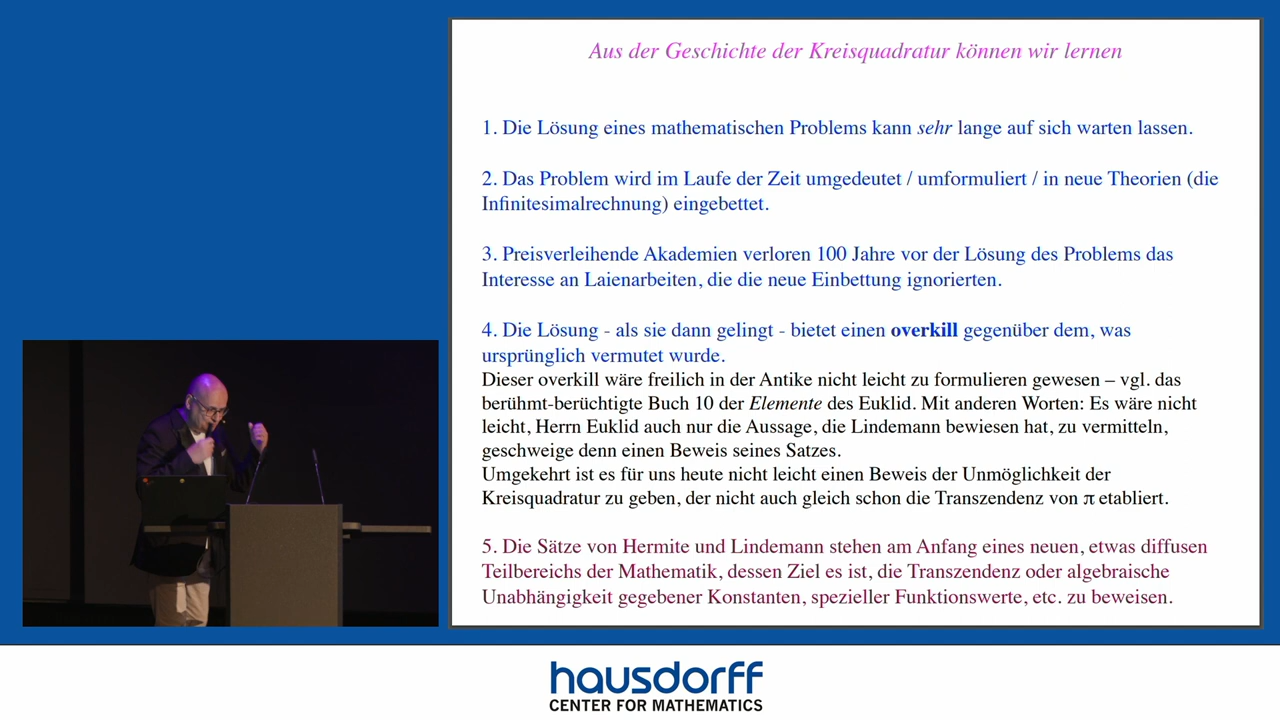 Aus der Geschichte der Kreisquadratur können wir lernen
1. Die Lösung eines mathematischen Problems kann sehr lange auf sich warten lassen.
2. Das Problem wird im Laufe der Zeit umgedeutet / umformuliert / in neue Theorien (die
Infinitesimalrechnung) eingebettet.
3. Preisverleihende Akademien verloren 100 Jahre vor der Lösung des Problems das
Interesse an Laienarbeiten, die die neue Einbettung ignorierten.
4. Die Lösung - als sie dann gelingt - bietet einen overkill gegenüber dem, was
ursprünglich vermutet wurde.
Dieser overkill wäre freilich in der Antike nicht leicht zu formulieren gewesen – vgl. das
berühmt-berüchtigte Buch 10 der Elemente des Euklid. Mit anderen Worten: Es wäre nicht
leicht, Herrn Euklid auch nur die Aussage, die Lindemann bewiesen hat, zu vermitteln,
geschweige denn einen Beweis seines Satzes.
Umgekehrt ist es für uns heute nicht leicht einen Beweis der Unmöglichkeit der
Kreisquadratur zu geben, der nicht auch gleich schon die Transzendenz von π etabliert.
5. Die Sätze von Hermite und Lindemann stehen am Anfang eines neuen, etwas diffusen
Teilbereichs der Mathematik, dessen Ziel es ist, die Transzendenz oder algebraische
Unabhängigkeit gegebener Konstanten, spezieller Funktionswerte, etc. zu beweisen.
hausdorff
CENTER FOR MATHEMATICS